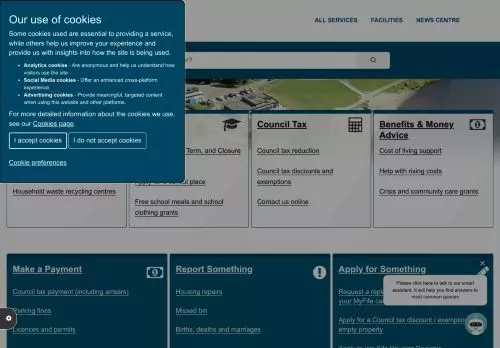 Our use of cookies
Some cookies used are essential to providing a service,
while others help us improve your experience and
provide us with insights into how the site is being used.
Analytics cookies - Are anonymous and help us understand how
visitors use the site.
Social Media cookies - Offer an enhanced cross-platform
experience.
Advertising cookies - Provide meaningful, targeted content
when using this website and other platforms.
For more detailed information about the cookies we use,
see our Cookies page
I accept cookies
I do not accept cookies
Cookie preferences
ALL SERVICES
FACILITIES
NEWS CENTRE
Household waste recycling centres
Term, and Closure
place
Free school meals and school
clothing grants
Council Tax
Council tax reduction
Council tax discounts and
exemptions
Contact us online
Benefits & Money
Advice
Cost of living support
Help with rising costs
Crisis and community care grants
Make a Payment
Council tax payment (including arrears)
Parking fines
Licences and permits
Report Something
Housing repairs
Missed bin
Births, deaths and marriages
Apply for Something
Request a repl
your MyFife ca
Please click here to talk to our smart
assistant. It will help you find answers to
most common queries.
Apply for a Council tax discount / exemption
empty property